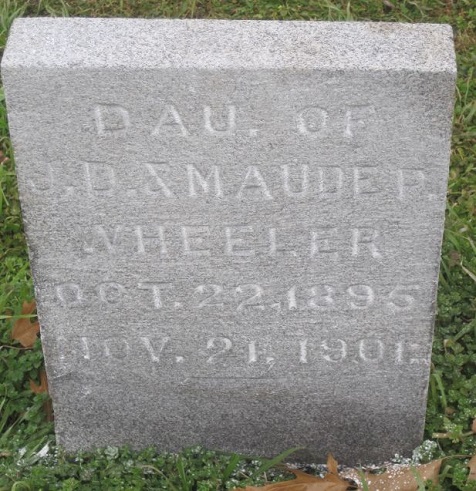 DAU. OF
J.D. & MAUDE P.
WHEELER
OCT. 22, 1895
NOV. 21, 1901